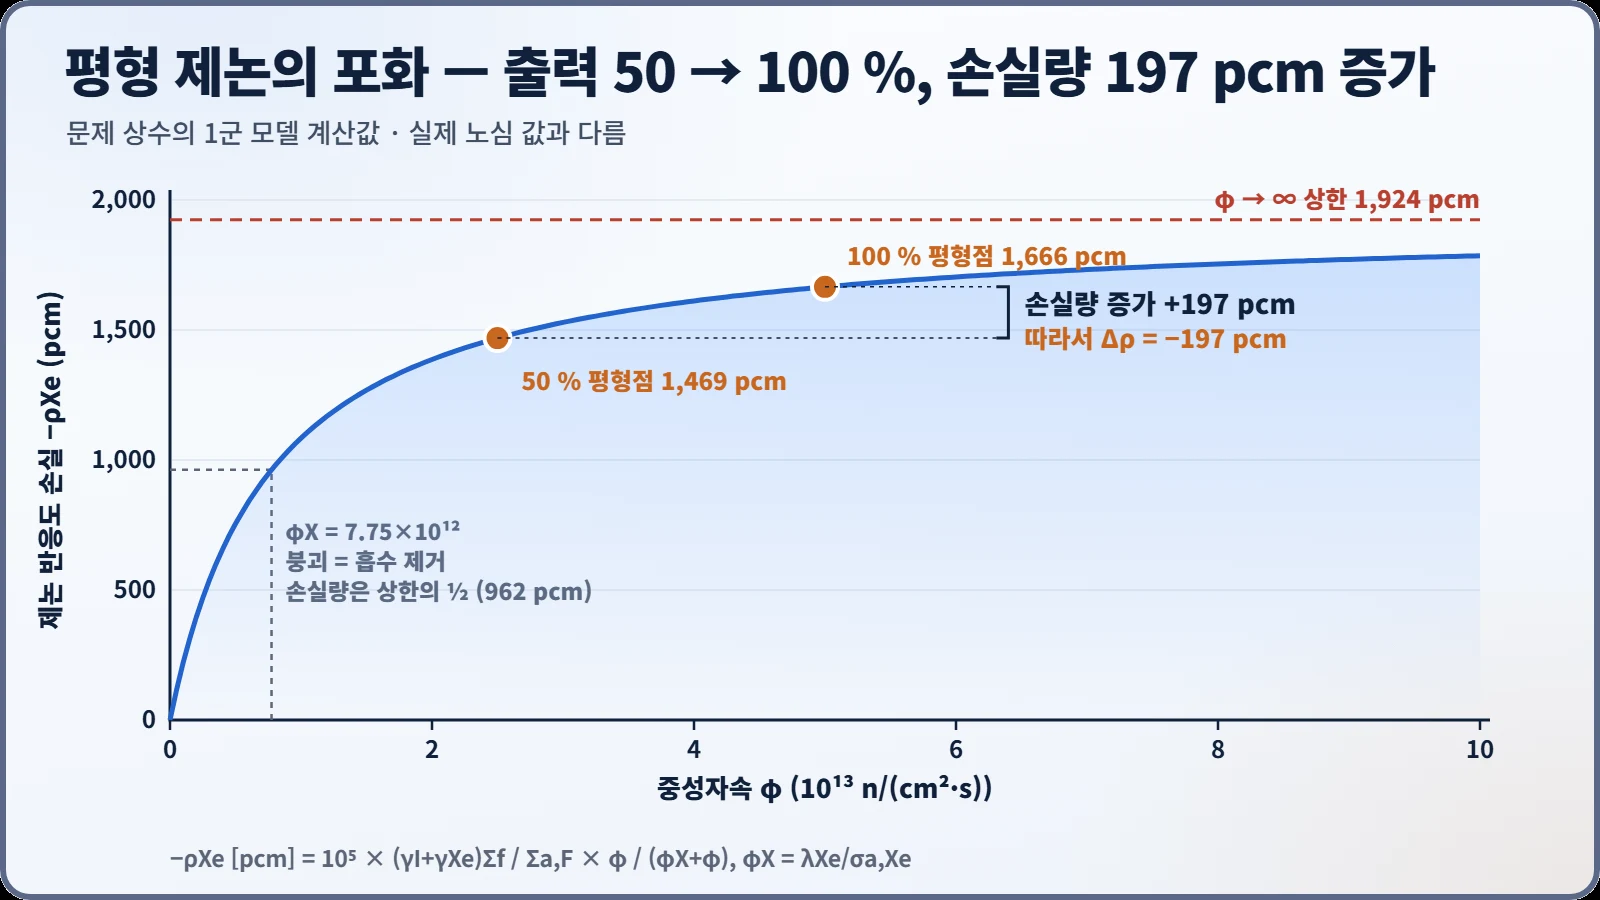 평형 제논의 포화 — 출력 50 → 100 %, 손실량 197 pcm 증가
문제 상수의 1군 모델 계산값 · 실제 노심 값과 다름
제논 반응도 손실 −ρXe (pcm)
2,000
1,500
1,000
500
0
ϕ → ∞ 상한 1,924 pcm
100 % 평형점 1,666 pcm
손실량 증가 +197 pcm
따라서 Δρ = −197 pcm
50 % 평형점 1,469 pcm
ϕX = 7.75×10¹²
붕괴 = 흡수 제거
손실량은 상한의 ½ (962 pcm)
0
2
4
6
8
10
중성자속 ϕ (10¹³ n/(cm²·s))
−ρXe [pcm] = 10⁵ × (γI+γXe)Σf / Σa,F × ϕ / (ϕX+ϕ), ϕX = λXe/σa,Xe